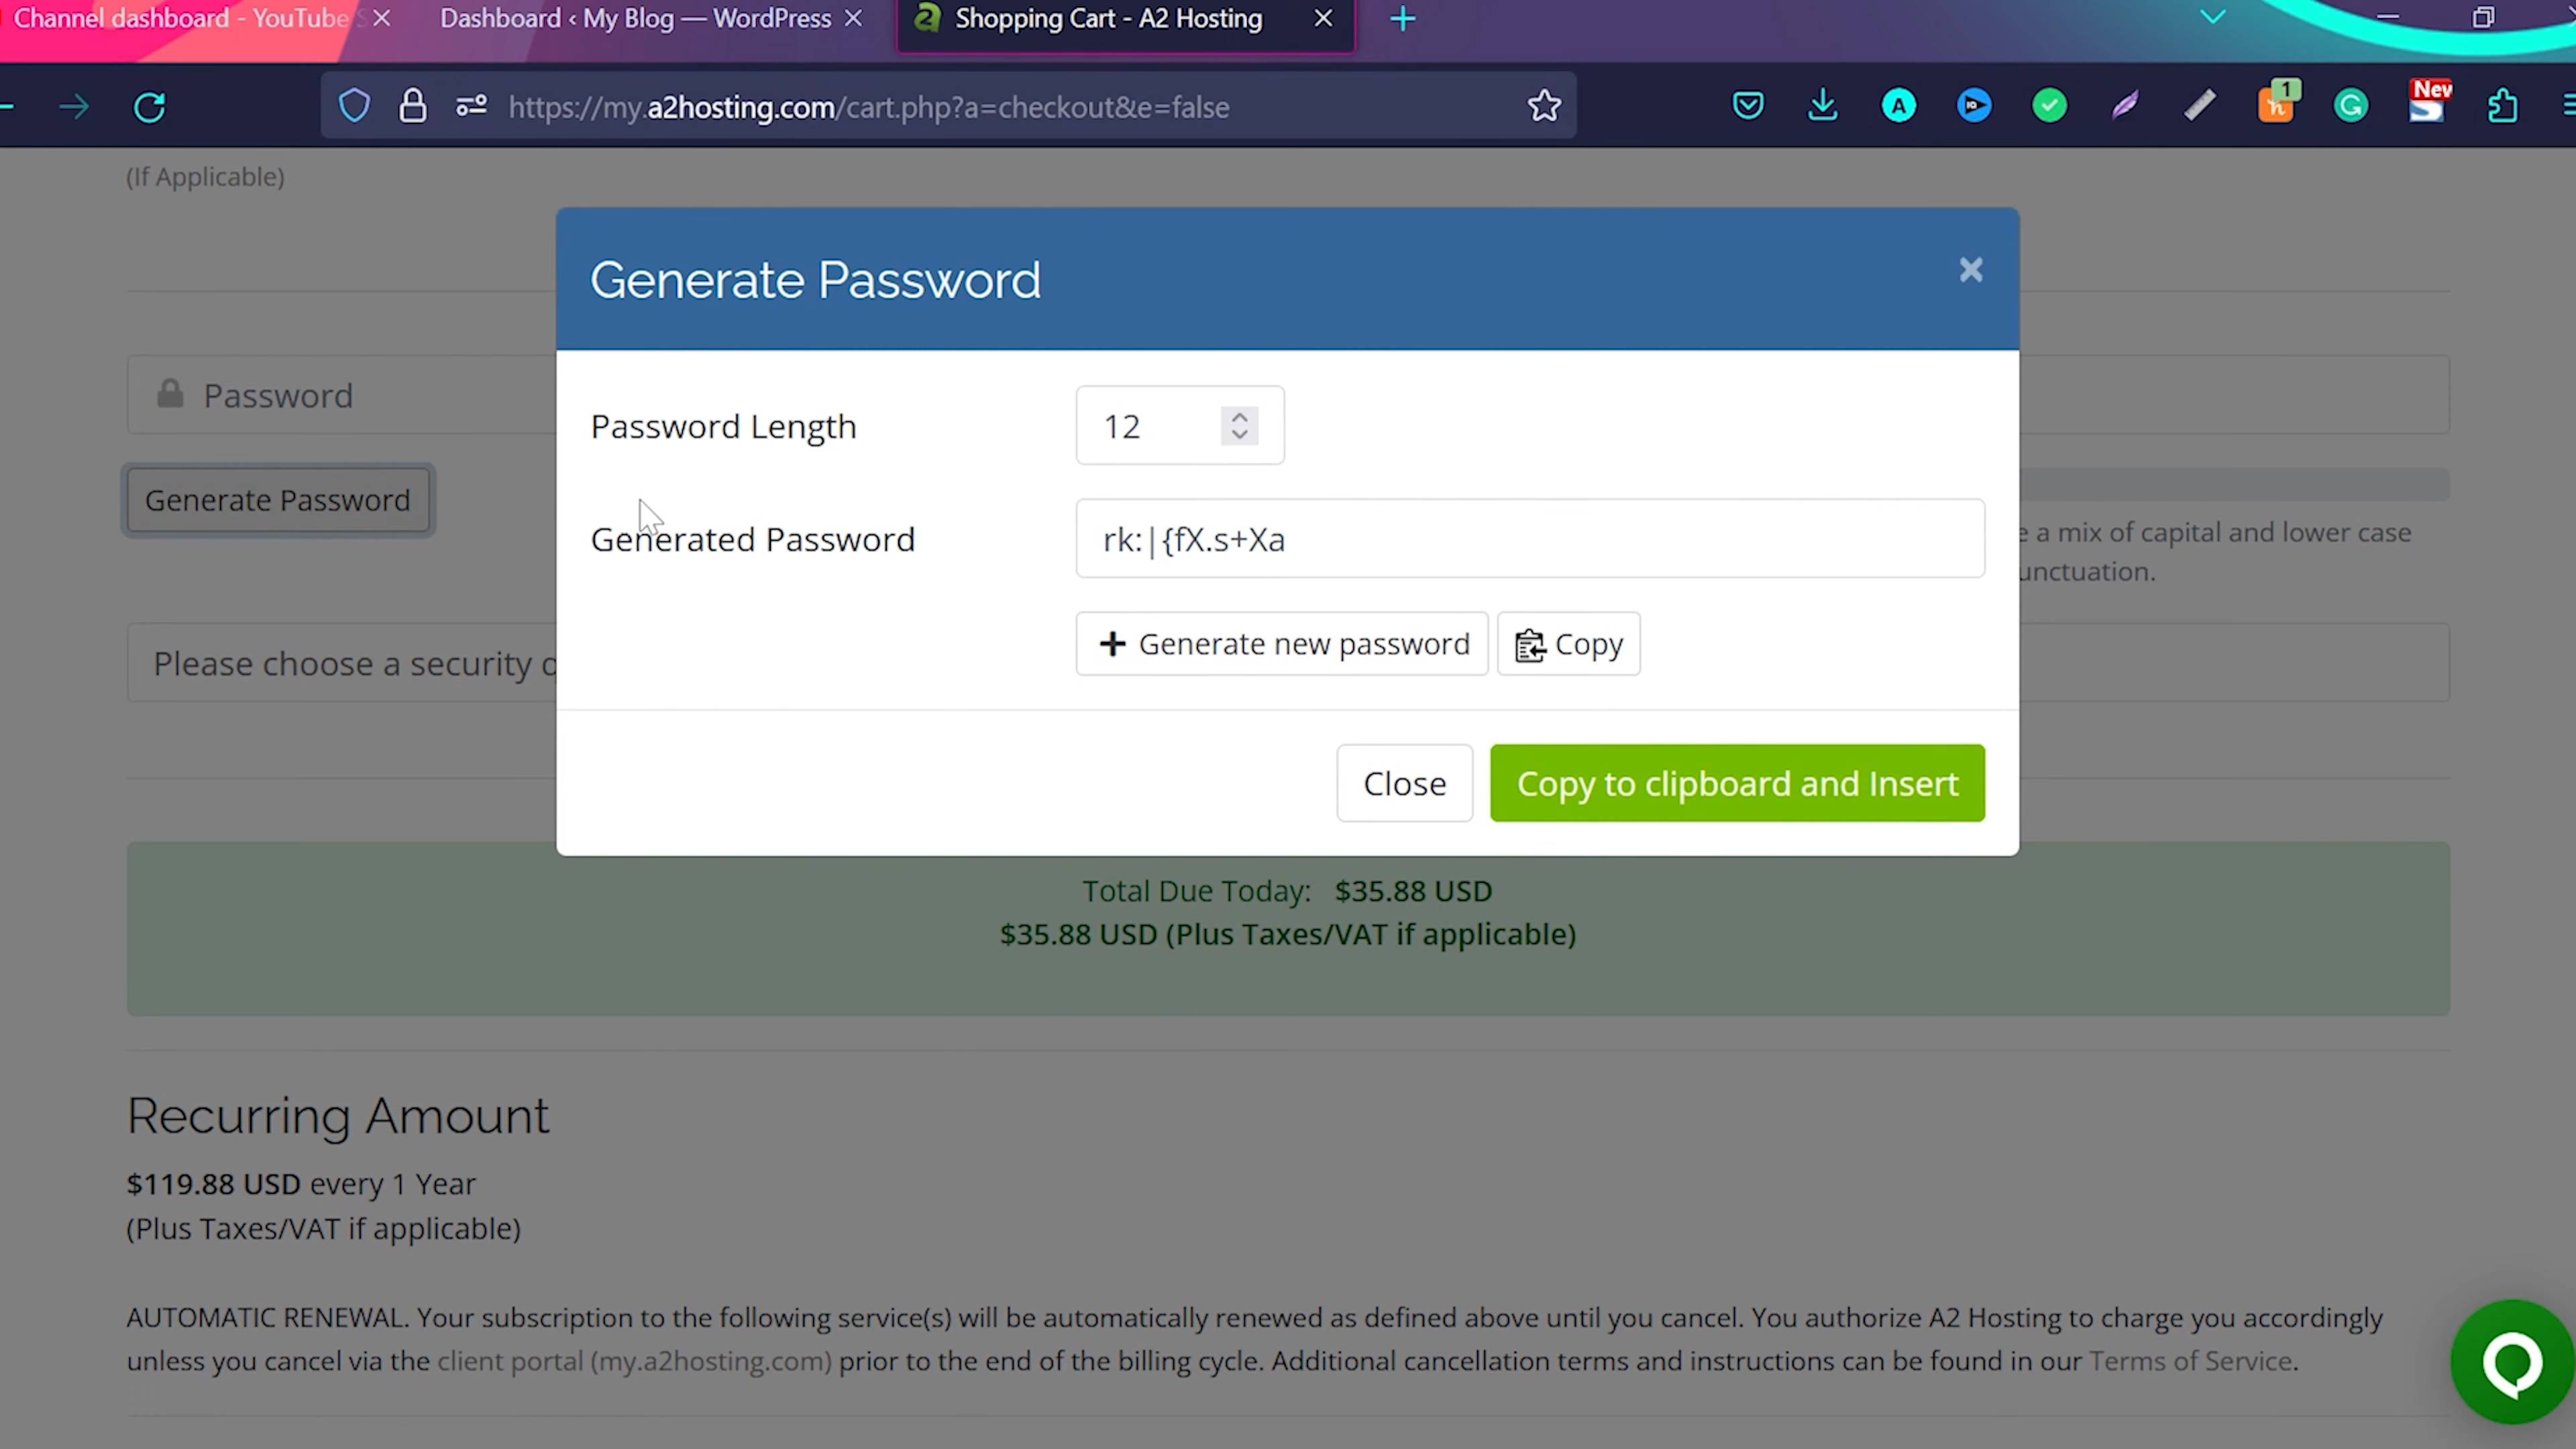 Channel dashboard - YouTube S
Dashboard ‹ My Blog — WordPress
Shopping Cart - A2 Hosting
https://my.a2hosting.com/cart.php?a=checkout&e=false
1
New
(If Applicable)
Generate Password
Password
Password Length
12
Generate Password
Generated Password
rk:|{fX.s+Xa
e a mix of capital and lower case
unctuation.
Generate new password
Copy
Please choose a security q
Close
Copy to clipboard and Insert
Total Due Today: $35.88 USD
$35.88 USD (Plus Taxes/VAT if applicable)
Recurring Amount
$119.88 USD every 1 Year
(Plus Taxes/VAT if applicable)
AUTOMATIC RENEWAL. Your subscription to the following service(s) will be automatically renewed as defined above until you cancel. You authorize A2 Hosting to charge you accordingly
unless you cancel via the client portal (my.a2hosting.com) prior to the end of the billing cycle. Additional cancellation terms and instructions can be found in our Terms of Service.